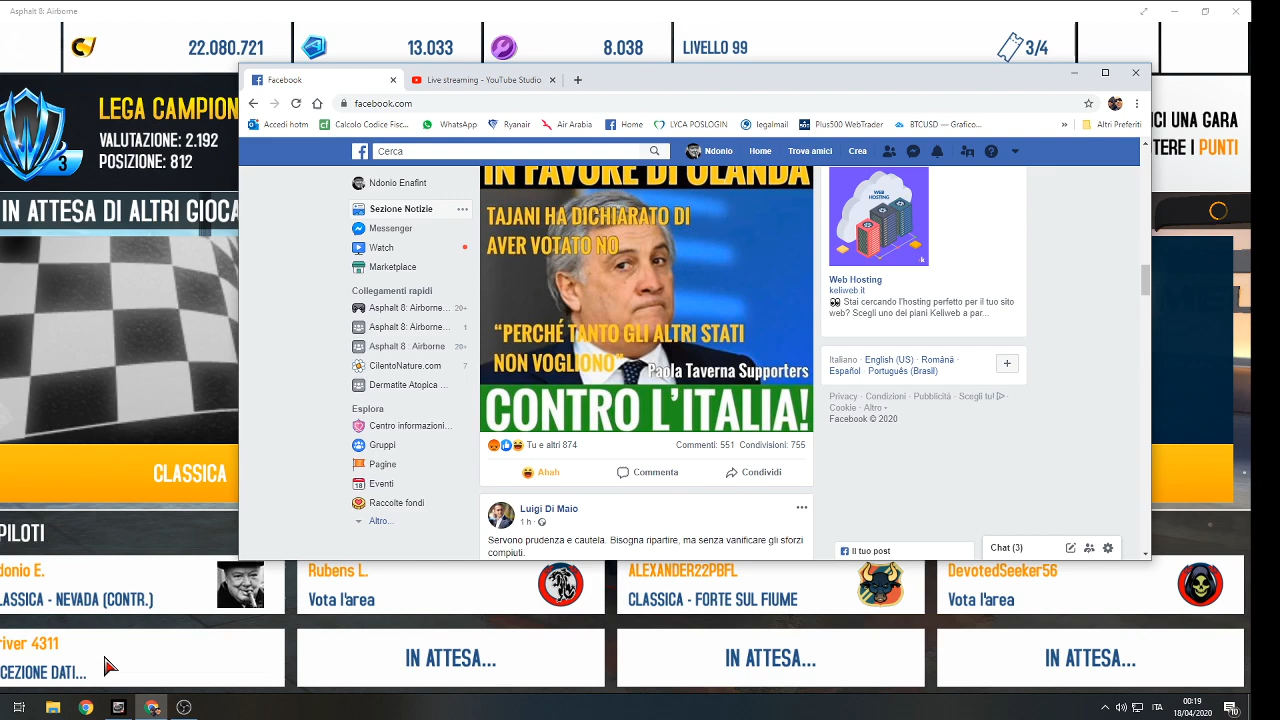 Asphalt 8: Airborne
22.080.721
13.033
8.038
LIVELLO 99
3/4
LEGA CAMPION
VALUTAZIONE: 2.192
POSIZIONE: 812
3
IN ATTESA DI ALTRI GIOCA
CLASSICA
PILOTI
ICI UNA GARA
TERE I PUNTI
Facebook
Live streaming - YouTube Studio
facebook.com
Accedi hotm
Calcolo Codice Fisc...
WhatsApp
Ryanair
Air Arabia
Home
LYCA POSLOGIN
legalmail
Plus500 WebTrader
BTCUSD — Grafico...
»
Altri Preferiti
Cerca
Ndonio
Home
Trova amici
Crea
Ndonio Enafint
Sezione Notizie
Messenger
Watch
Marketplace
Collegamenti rapidi
Asphalt 8: Airborne... 20+
Asphalt 8: Airborne... 1
Asphalt 8 : Airborne 20+
CilentoNature.com 7
Dermatite Atopica ...
Esplora
Centro informazioni...
Gruppi
Pagine
Eventi
Raccolte fondi
Altro...
IN FAVORE DI OLANDA
TAJANI HA DICHIARATO DI
AVER VOTATO NO
“PERCHÉ TANTO GLI ALTRI STATI
NON VOGLIONO”
Paola Taverna Supporters
CONTRO L'ITALIA!
Tu e altri 874
Commenti: 551 Condivisioni: 755
Ahah
Commenta
Condividi
Luigi Di Maio
1 h ·
Servono prudenza e cautela. Bisogna ripartire, ma senza vanificare gli sforzi
compiuti.
Web Hosting
keliweb.it
Stai cercando l'hosting perfetto per il tuo sito
web? Scegli uno dei piani Keliweb a par...
Italiano · English (US) · Română ·
Español · Português (Brasil)
Privacy · Condizioni · Pubblicità · Scegli tu! ·
Cookie · Altro
Facebook © 2020
Il tuo post
Chat (3)
donio E.
LASSICA - NEVADA (CONTR.)
Rubens L.
Vota l'area
ALEXANDER22PBFL
CLASSICA - FORTE SUL FIUME
DevotedSeeker56
Vota l'area
river 4311
CEZIONE DATI...
IN ATTESA...
IN ATTESA...
IN ATTESA...
ITA
00:19
18/04/2020